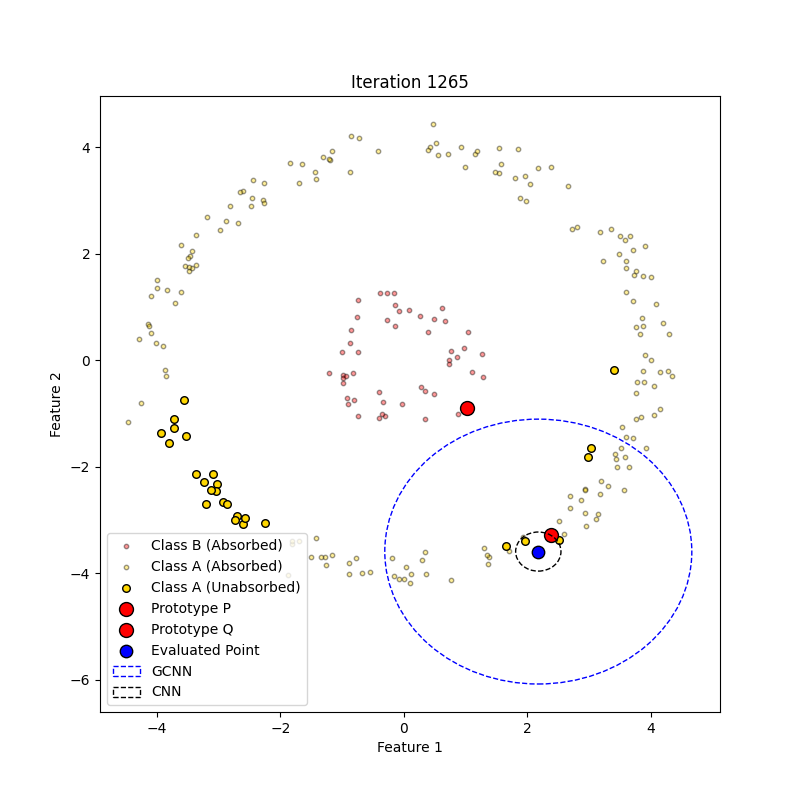 Iteration 1265
4
2
0
−2
−4
−6
Feature 2
Class B (Absorbed)
Class A (Absorbed)
Class A (Unabsorbed)
Prototype P
Prototype Q
Evaluated Point
GCNN
CNN
−4 −2 0 2 4
Feature 1